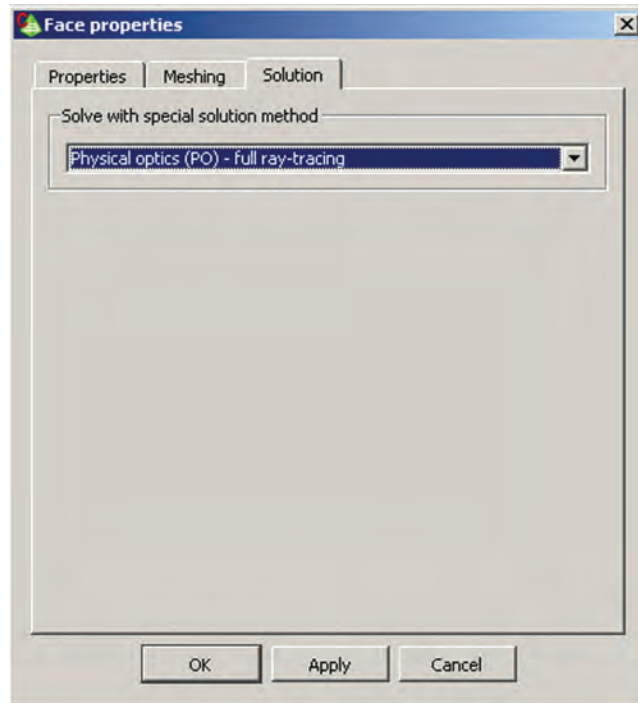 Face properties
Properties Meshing Solution
Solve with special solution method
Physical optics (PO) - full ray-tracing
OK Apply Cancel